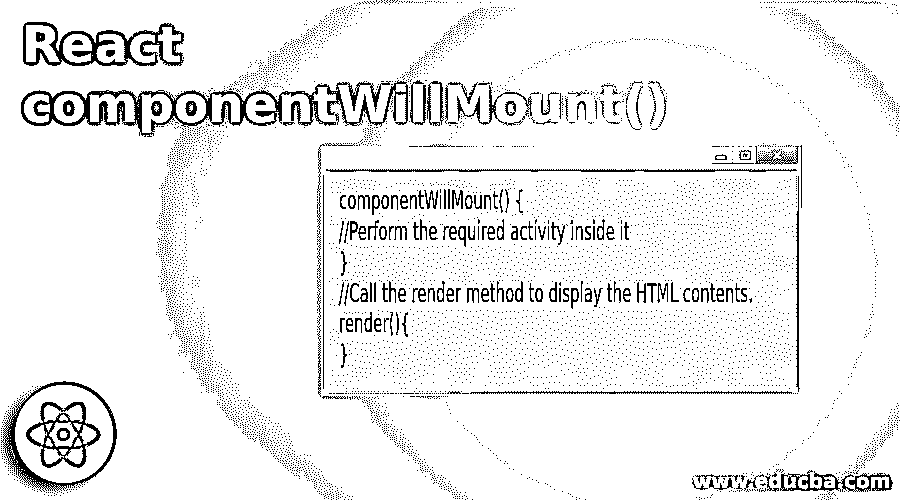 React
componentWillMount()
componentWillMount() {
//Perform the required activity inside it
}
//Call the render method to display the HTML contents.
render(){
}
www.educba.com